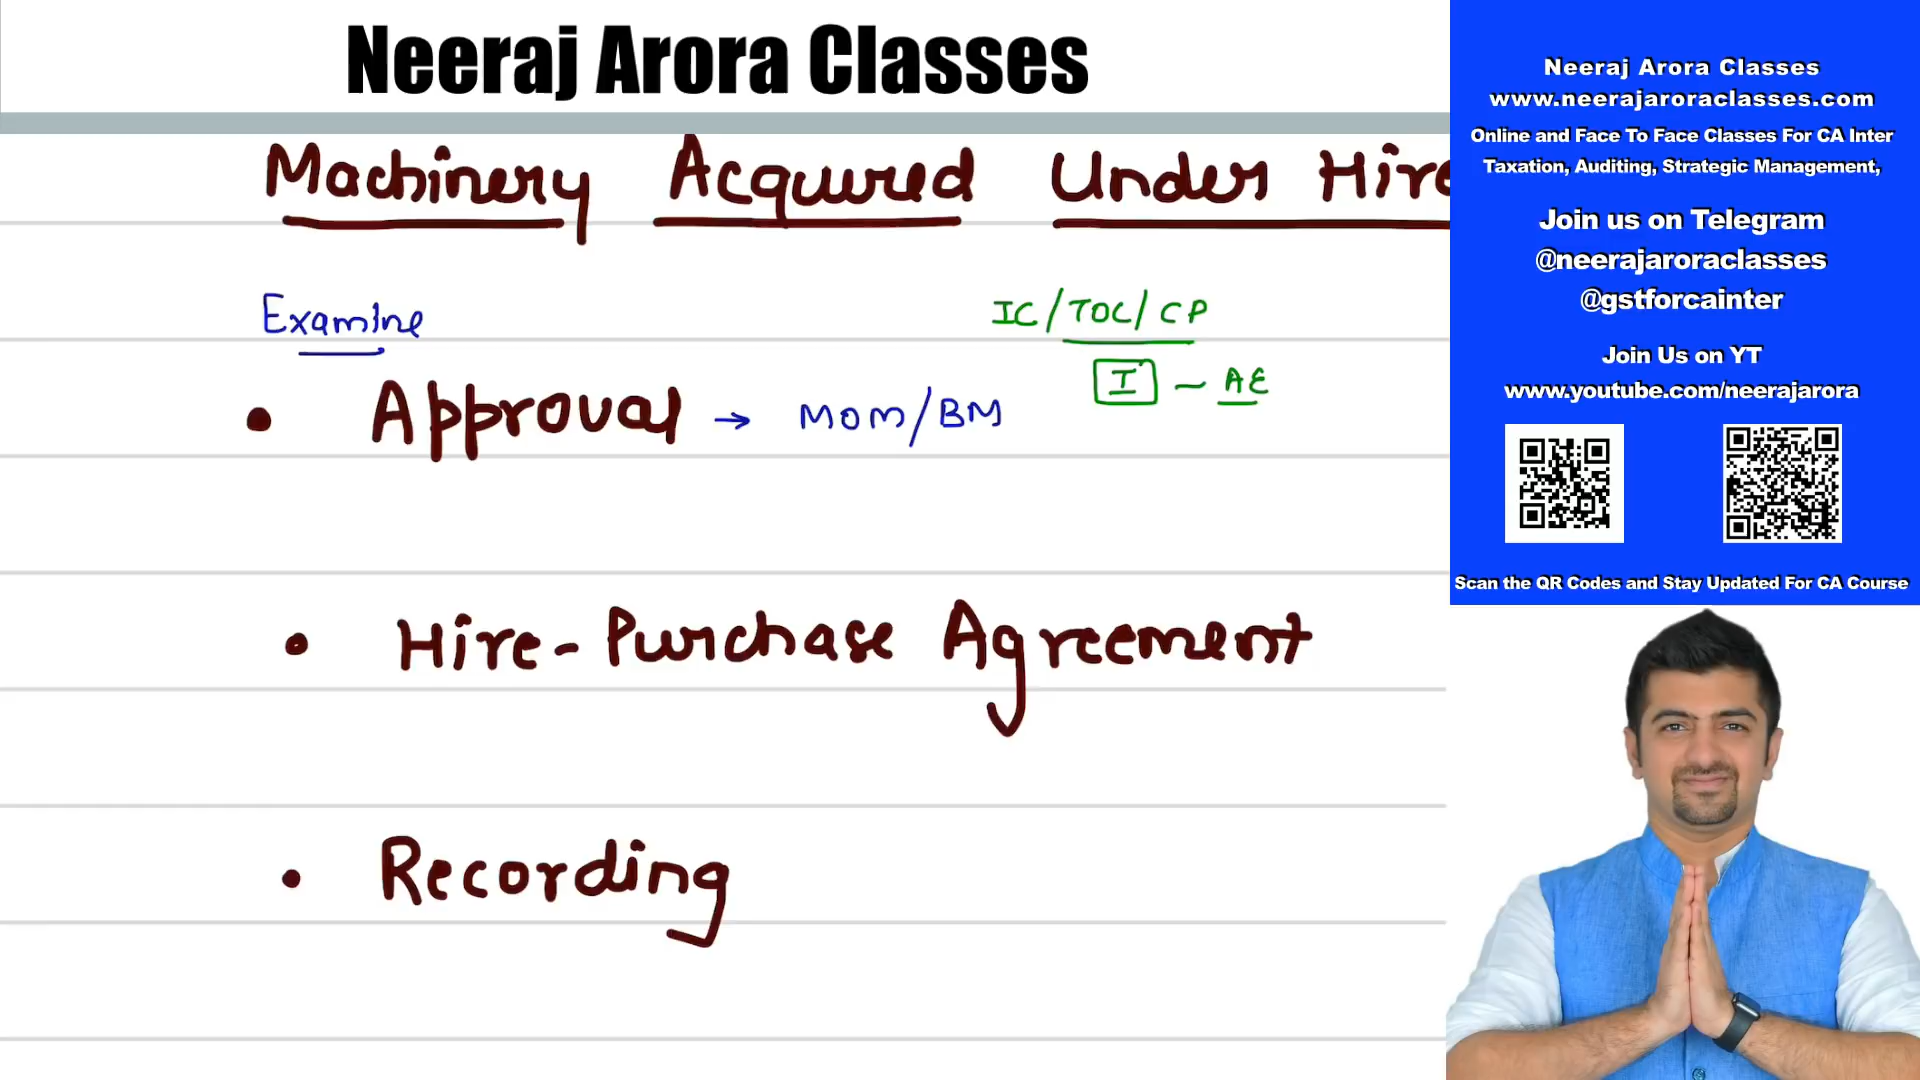 Neeraj Arora Classes
Machinery Acquired Under Hire
Examine
IC/TOC/CP
I - AE
• Approval → MOM/BM
• Hire-Purchase Agreement
• Recording
Neeraj Arora Classes
www.neerajaroraclasses.com
Online and Face To Face Classes For CA Inter
Taxation, Auditing, Strategic Management,
Join us on Telegram
@neerajaroraclasses
@gstforcainter
Join Us on YT
www.youtube.com/neerajarora
Scan the QR Codes and Stay Updated For CA Course